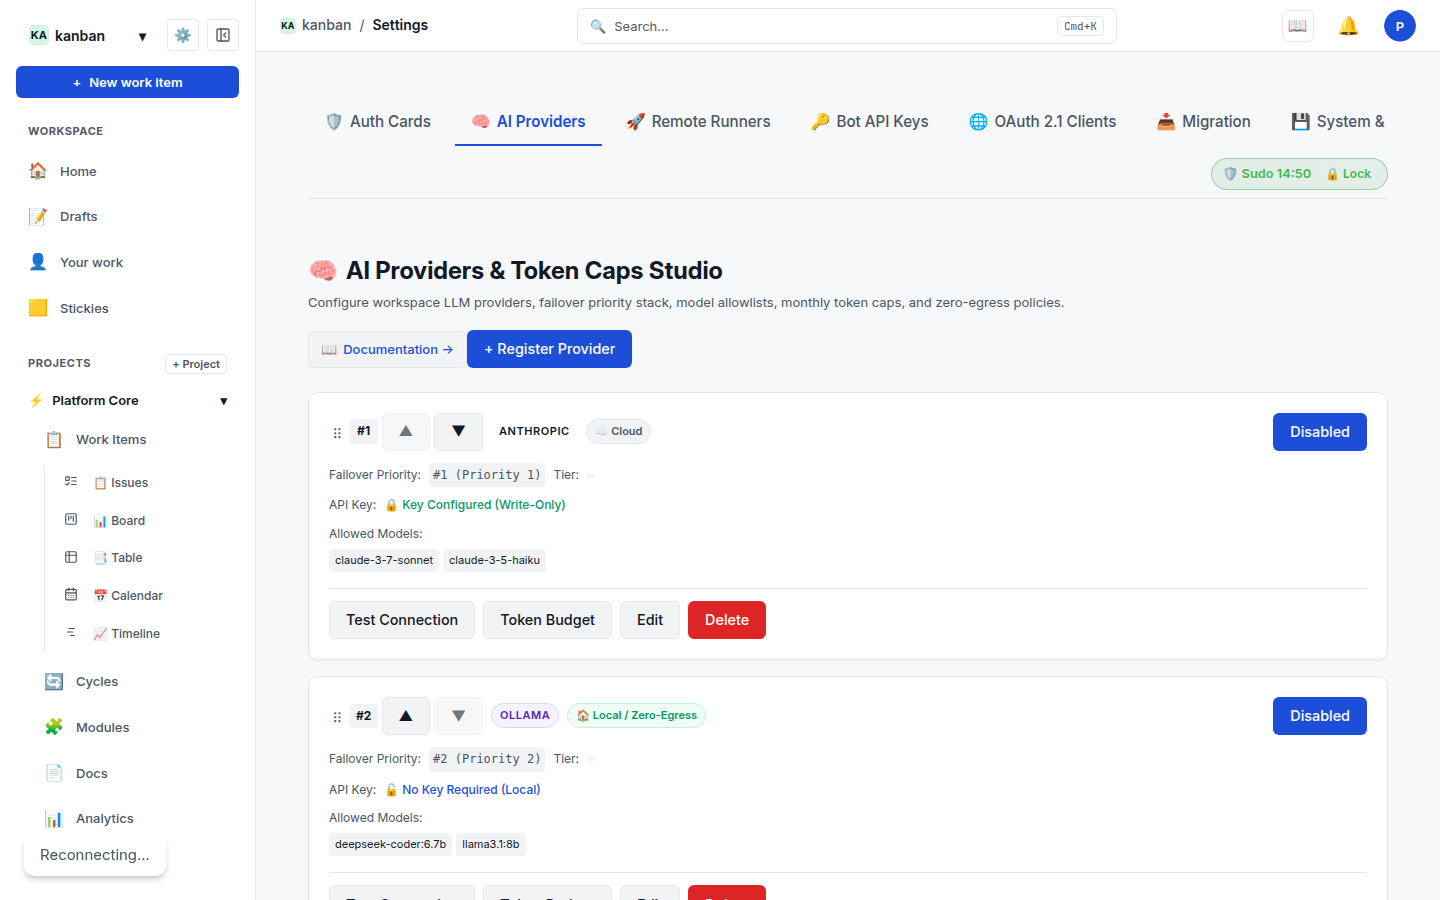 KA kanban ▾
+ New work item
WORKSPACE
Home
Drafts
Your work
Stickies
PROJECTS + Project
Platform Core ▾
Work Items
Issues
Board
Table
Calendar
Timeline
Cycles
Modules
Docs
Analytics
Reconnecting...
KA kanban / Settings
Search... Cmd+K
P
Auth Cards AI Providers Remote Runners Bot API Keys OAuth 2.1 Clients Migration System &
Sudo 14:50 Lock
AI Providers & Token Caps Studio
Configure workspace LLM providers, failover priority stack, model allowlists, monthly token caps, and zero-egress policies.
Documentation → + Register Provider
#1 ▲ ▼ ANTHROPIC Cloud Disabled
Failover Priority: #1 (Priority 1) Tier:
API Key: Key Configured (Write-Only)
Allowed Models:
claude-3-7-sonnet claude-3-5-haiku
Test Connection Token Budget Edit Delete
#2 ▲ ▼ OLLAMA Local / Zero-Egress Disabled
Failover Priority: #2 (Priority 2) Tier:
API Key: No Key Required (Local)
Allowed Models:
deepseek-coder:6.7b llama3.1:8b